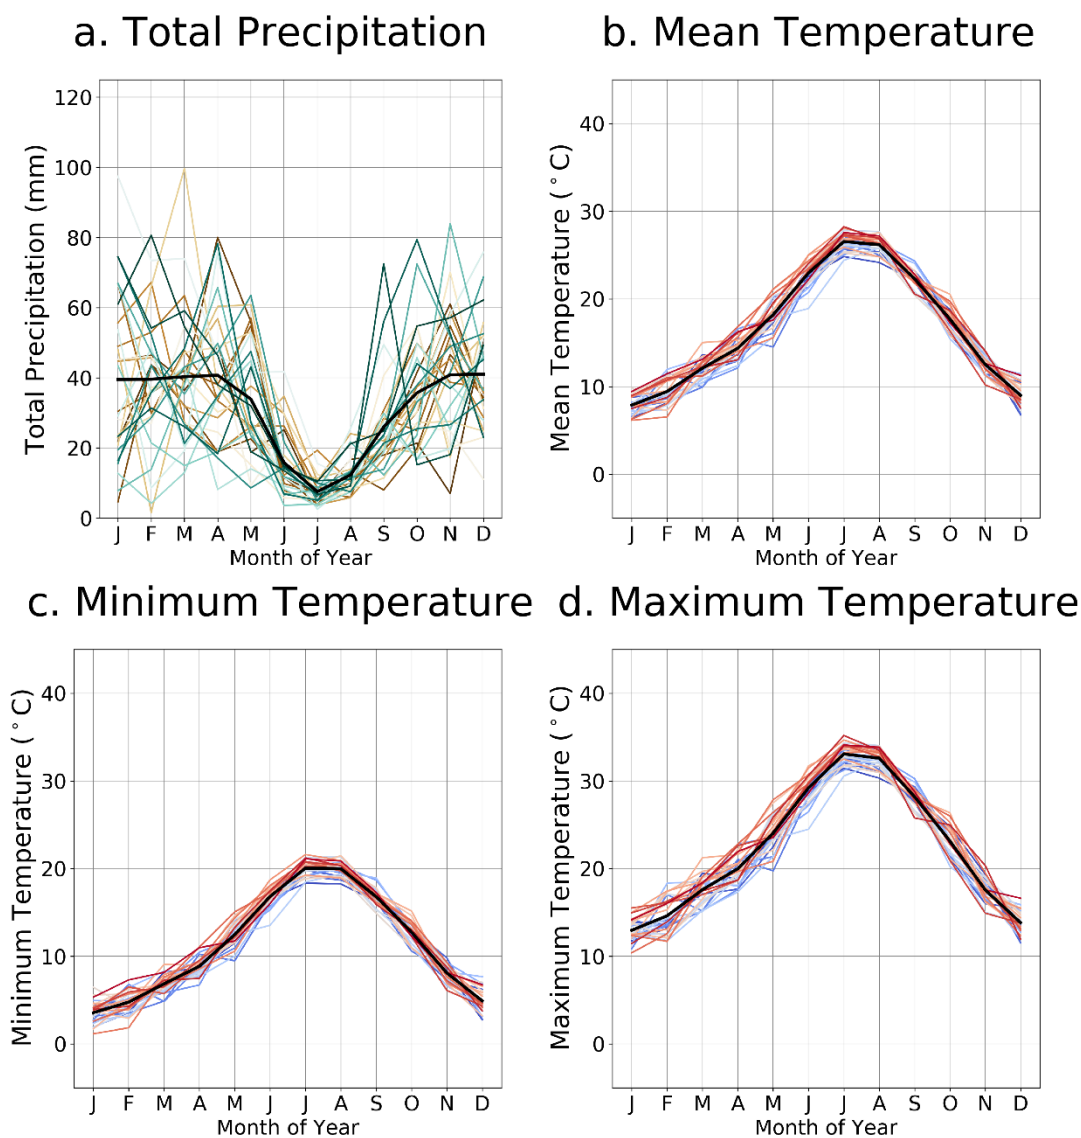 a. Total Precipitation
b. Mean Temperature
Total Precipitation (mm)
120
100
80
60
40
20
0
J F M A M J J A S O N D
Month of Year
Mean Temperature (°C)
40
30
20
10
0
J F M A M J J A S O N D
Month of Year
c. Minimum Temperature
d. Maximum Temperature
Minimum Temperature (°C)
40
30
20
10
0
J F M A M J J A S O N D
Month of Year
Maximum Temperature (°C)
40
30
20
10
0
J F M A M J J A S O N D
Month of Year